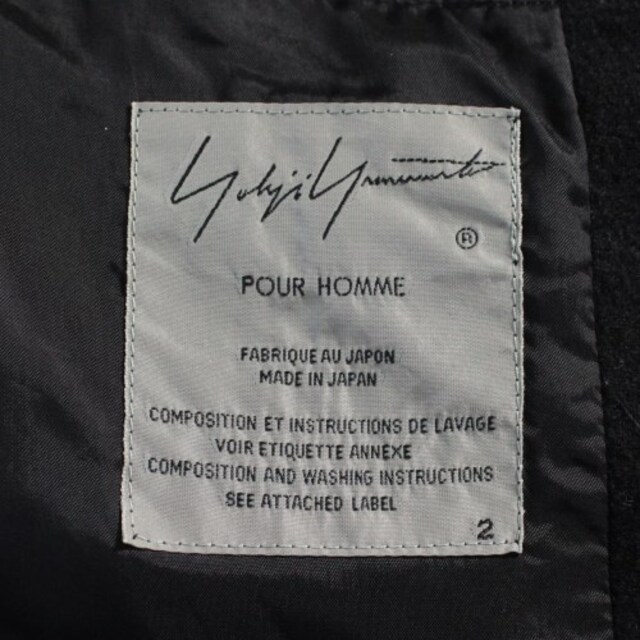 Yohji Yamamoto
®
POUR HOMME
FABRIQUE AU JAPON
MADE IN JAPAN
COMPOSITION ET INSTRUCTIONS DE LAVAGE
VOIR ETIQUETTE ANNEXE
COMPOSITION AND WASHING INSTRUCTIONS
SEE ATTACHED LABEL
2